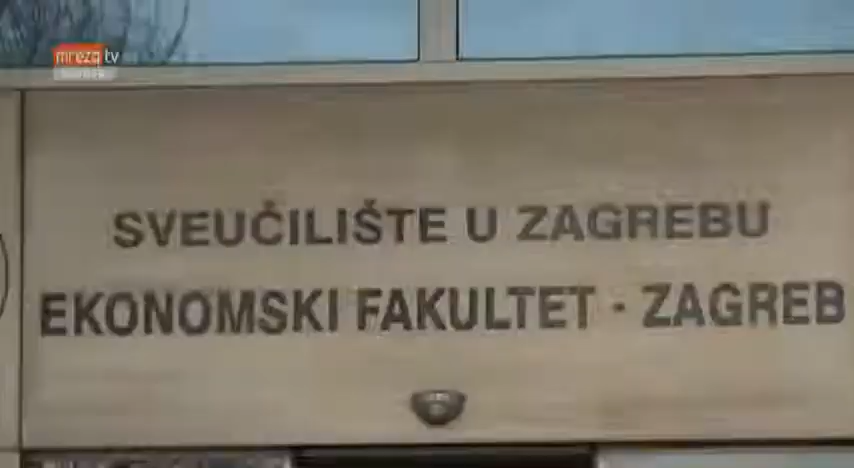 mreža tv
SVEUČILIŠTE U ZAGREBU
EKONOMSKI FAKULTET - ZAGREB